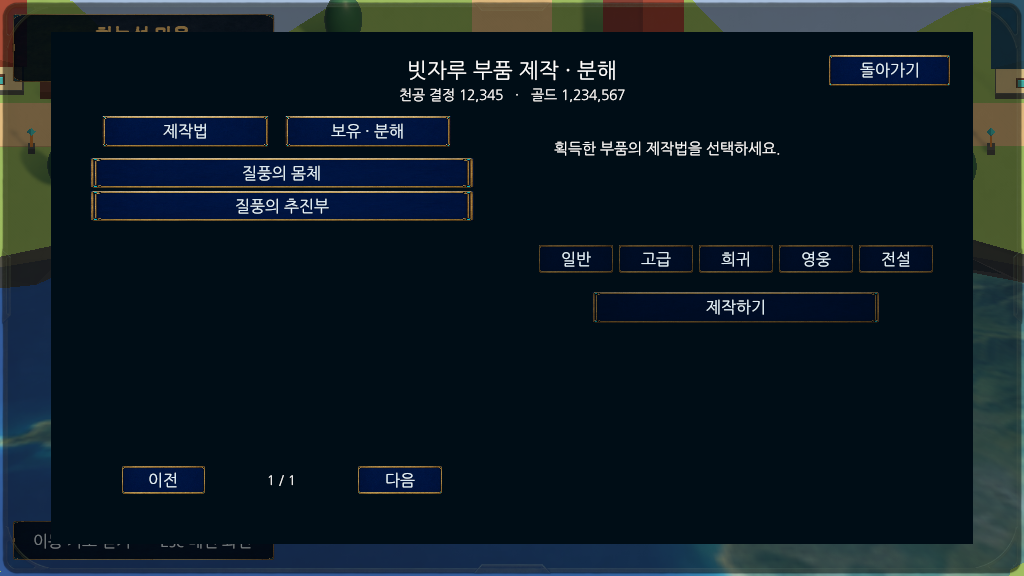 빗자루 부품 제작 · 분해
돌아가기
천공 결정 12,345 · 골드 1,234,567
제작법
보유 · 분해
획득한 부품의 제작법을 선택하세요.
질풍의 몸체
질풍의 추진부
일반
고급
희귀
영웅
전설
제작하기
이전
1 / 1
다음